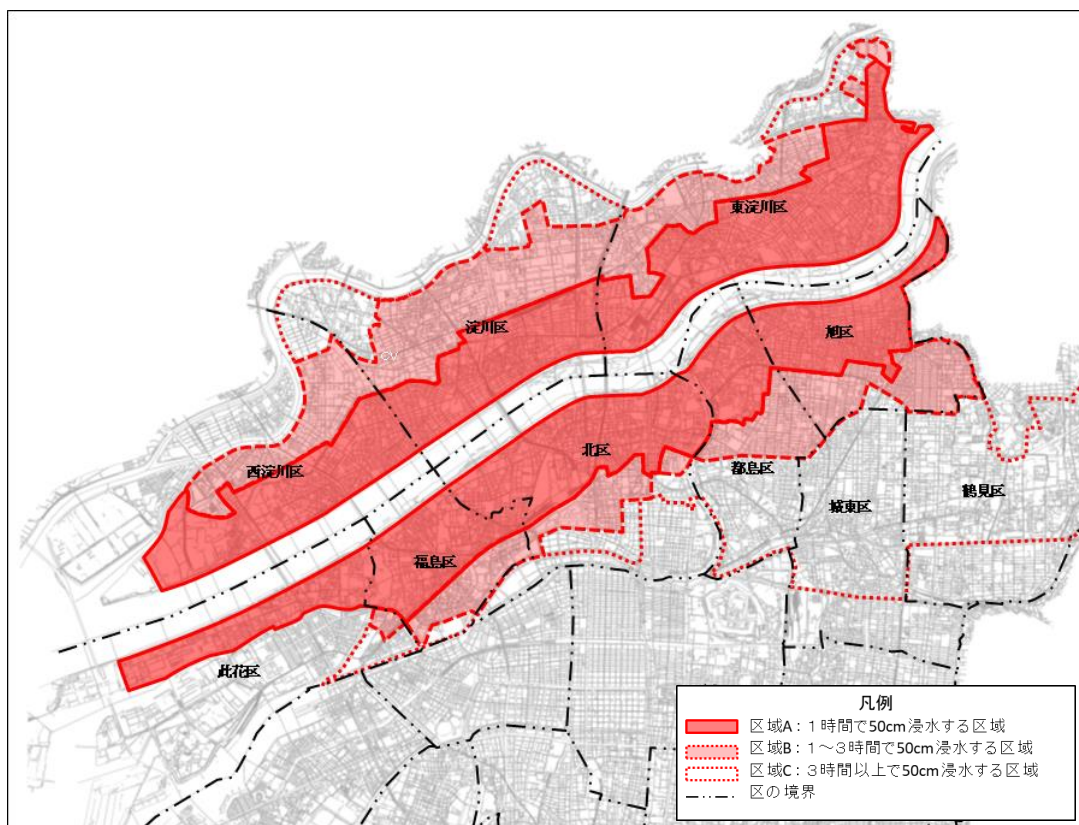 東淀川区
淀川区
旭区
北区
西淀川区
都島区
鶴見区
城東区
福島区
此花区
凡例
区域A：１時間で50cm浸水する区域
区域B：１～３時間で50cm浸水する区域
区域C：３時間以上で50cm浸水する区域
区の境界